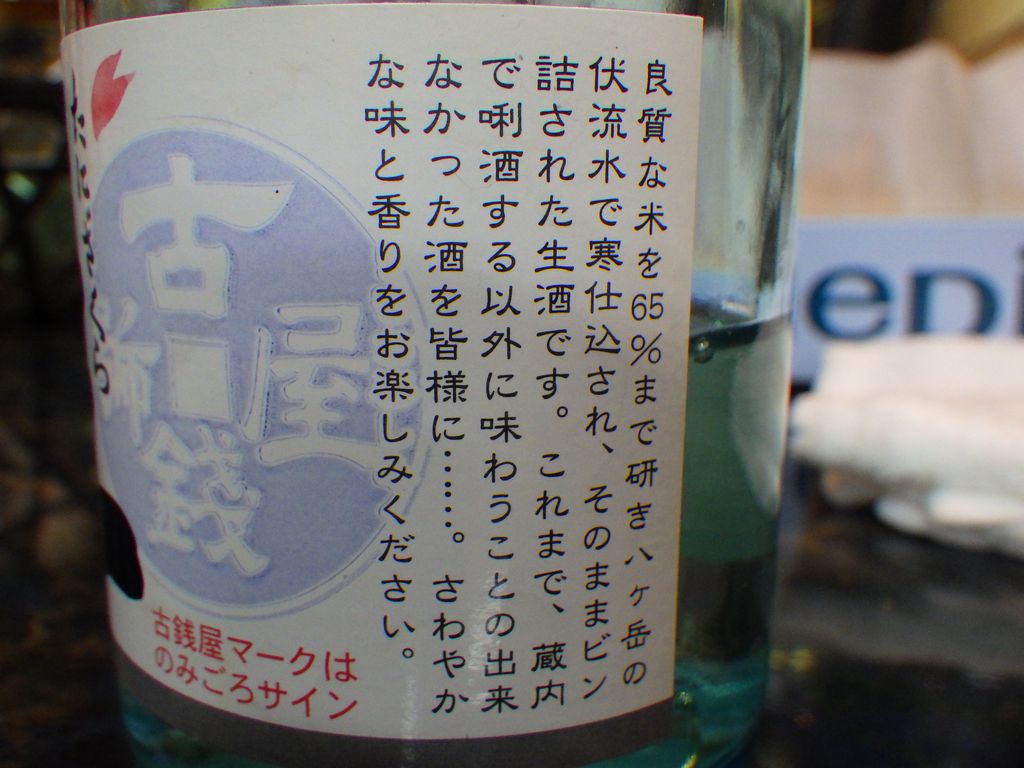 良質な米を65%まで研き八ヶ岳の
伏流水で寒仕込され、そのままビン
詰された生酒です。これまで、蔵内
で唎酒する以外に味わうことの出来
なかった酒を皆様に……。さわやか
な味と香りをお楽しみください。
古
屋
錢
古銭屋マークは
のみごろサイン
eDi